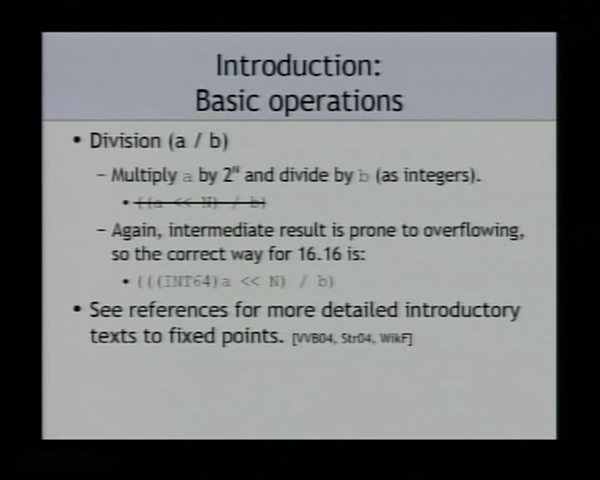 Introduction:
Basic operations
• Division (a / b)
– Multiply a by 2ᴺ and divide by b (as integers).
• ((a << N) / b)
– Again, intermediate result is prone to overflowing,
so the correct way for 16.16 is:
• (((INT64)a << N) / b)
• See references for more detailed introductory
texts to fixed points. [VVB04, Str04, WikF]